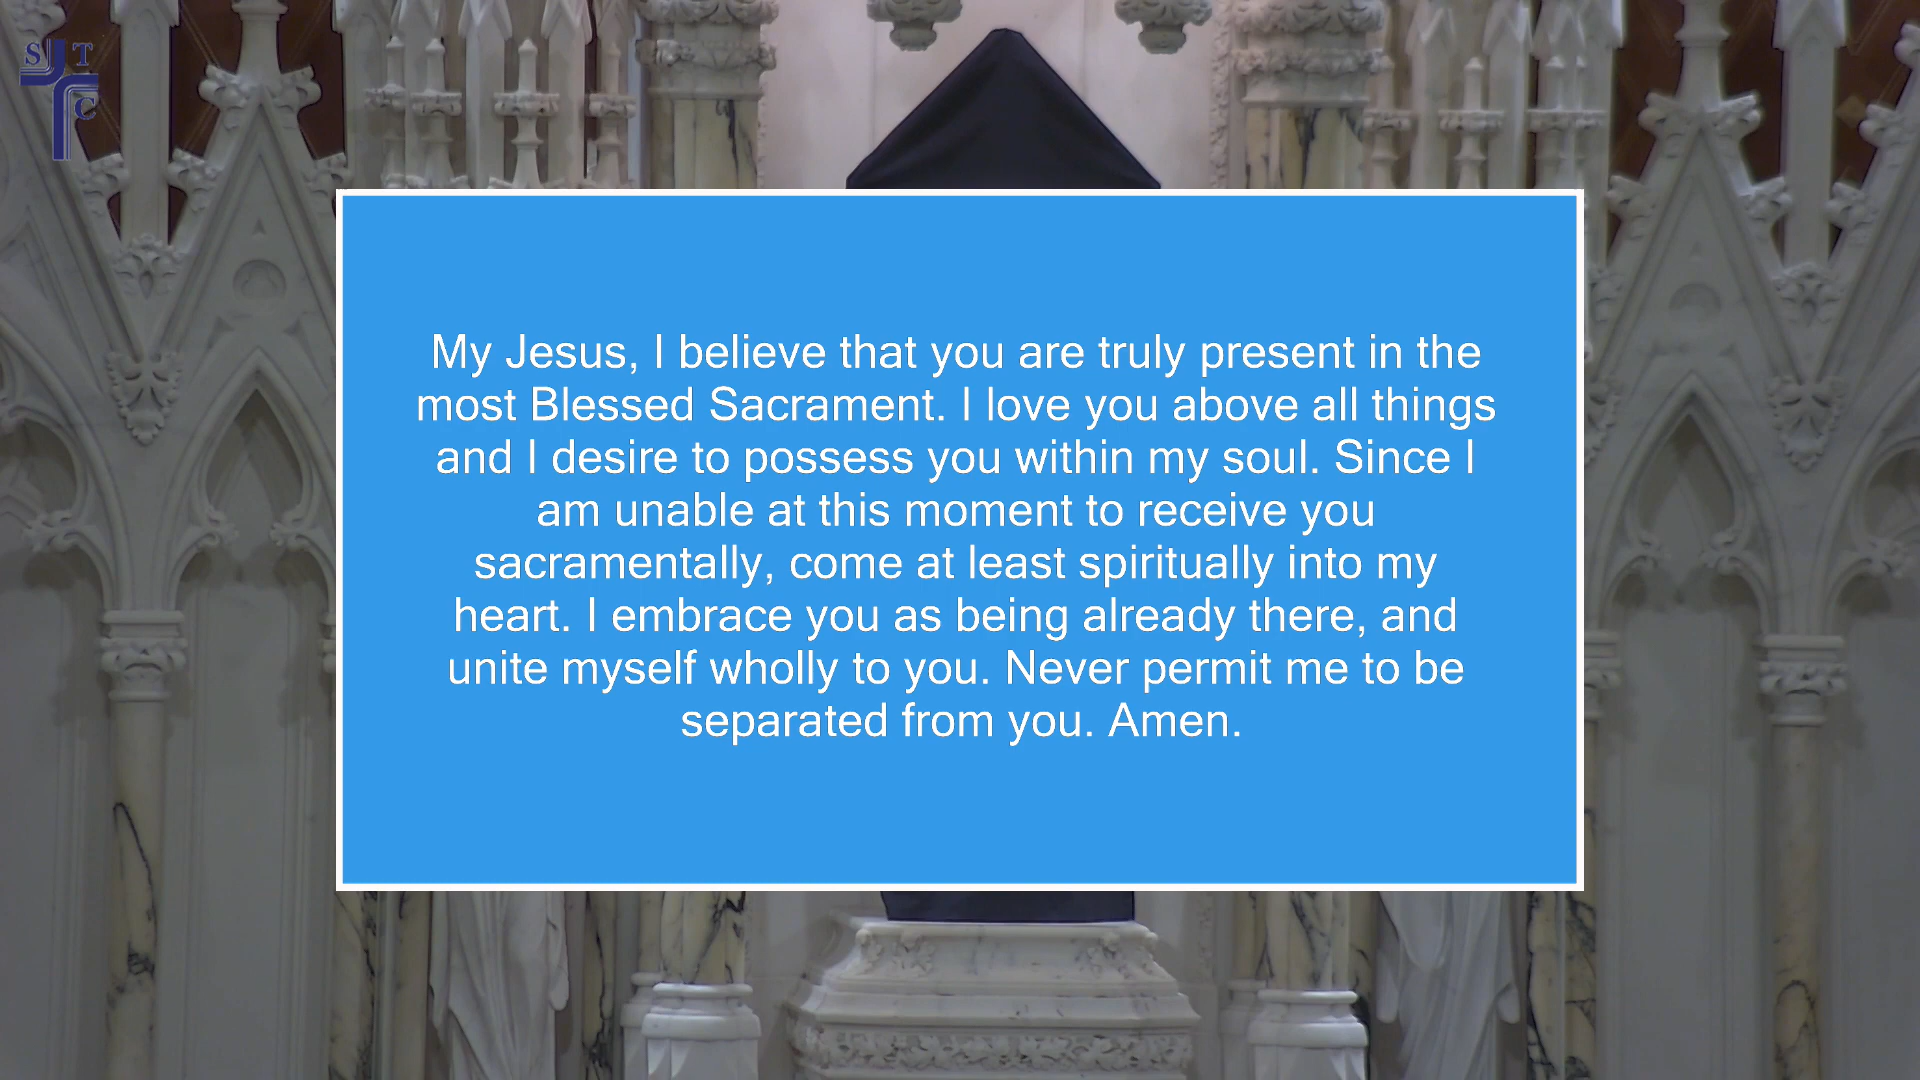 S T
C
My Jesus, I believe that you are truly present in the
most Blessed Sacrament. I love you above all things
and I desire to possess you within my soul. Since I
am unable at this moment to receive you
sacramentally, come at least spiritually into my
heart. I embrace you as being already there, and
unite myself wholly to you. Never permit me to be
separated from you. Amen.